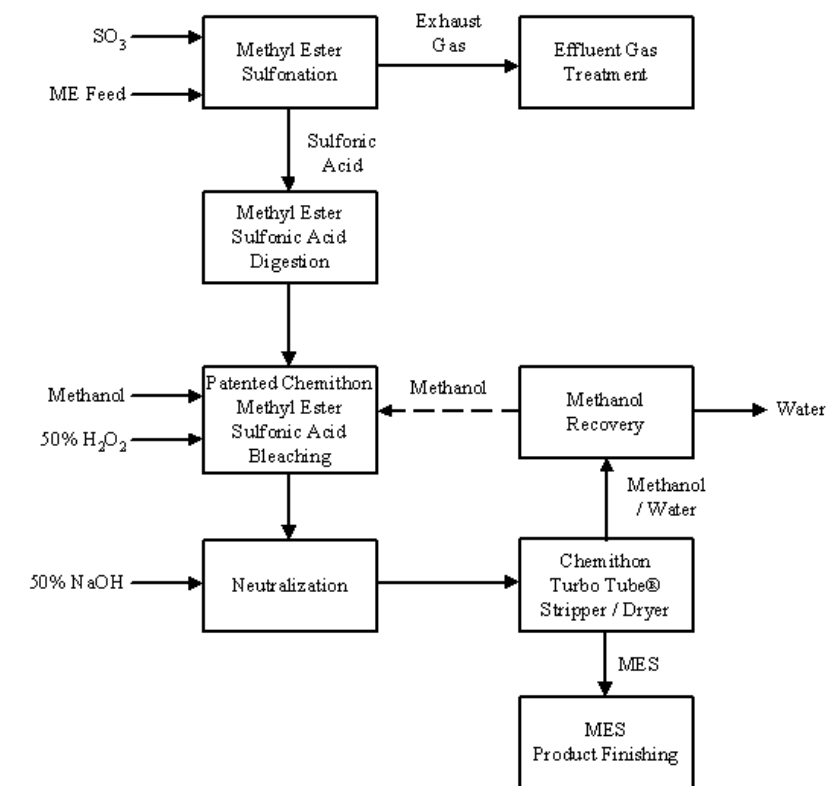 SO₃
ME Feed
Methyl Ester
Sulfonation
Exhaust
Gas
Effluent Gas
Treatment
Sulfonic
Acid
Methyl Ester
Sulfonic Acid
Digestion
Methanol
50% H₂O₂
Patented Chemithon
Methyl Ester
Sulfonic Acid
Bleaching
Methanol
Methanol
Recovery
Water
Methanol
/ Water
50% NaOH
Neutralization
Chemithon
Turbo Tube®
Stripper / Dryer
MES
MES
Product Finishing